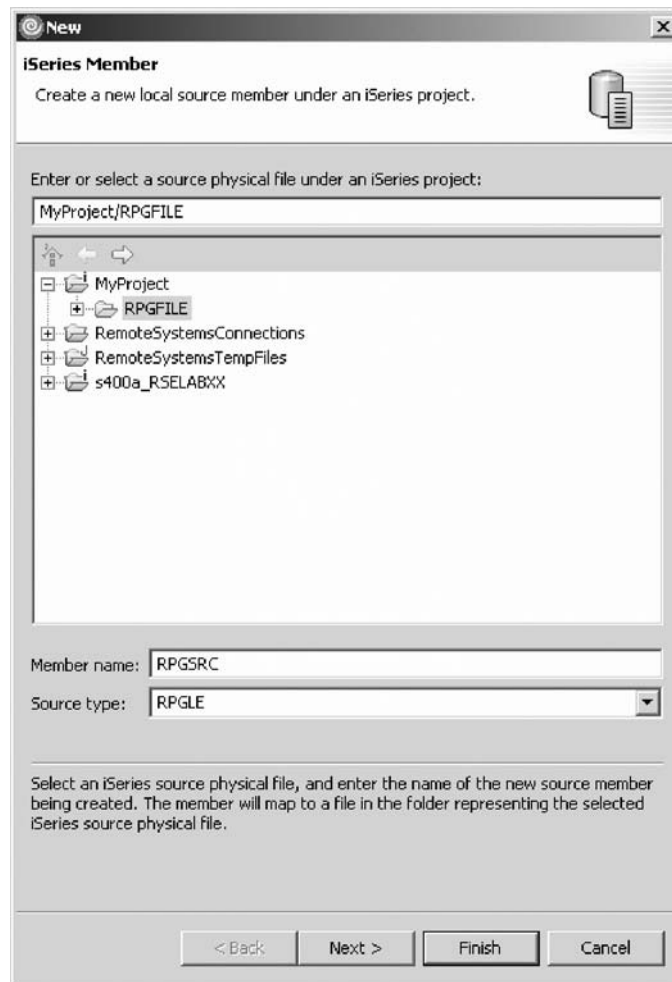 New
iSeries Member
Create a new local source member under an iSeries project.
Enter or select a source physical file under an iSeries project:
MyProject/RPGFILE
MyProject
RPGFILE
RemoteSystemsConnections
RemoteSystemsTempFiles
s400a_RSELABXX
Member name: RPGSRC
Source type: RPGLE
Select an iSeries source physical file, and enter the name of the new source member
being created. The member will map to a file in the folder representing the selected
iSeries source physical file.
< Back Next > Finish Cancel